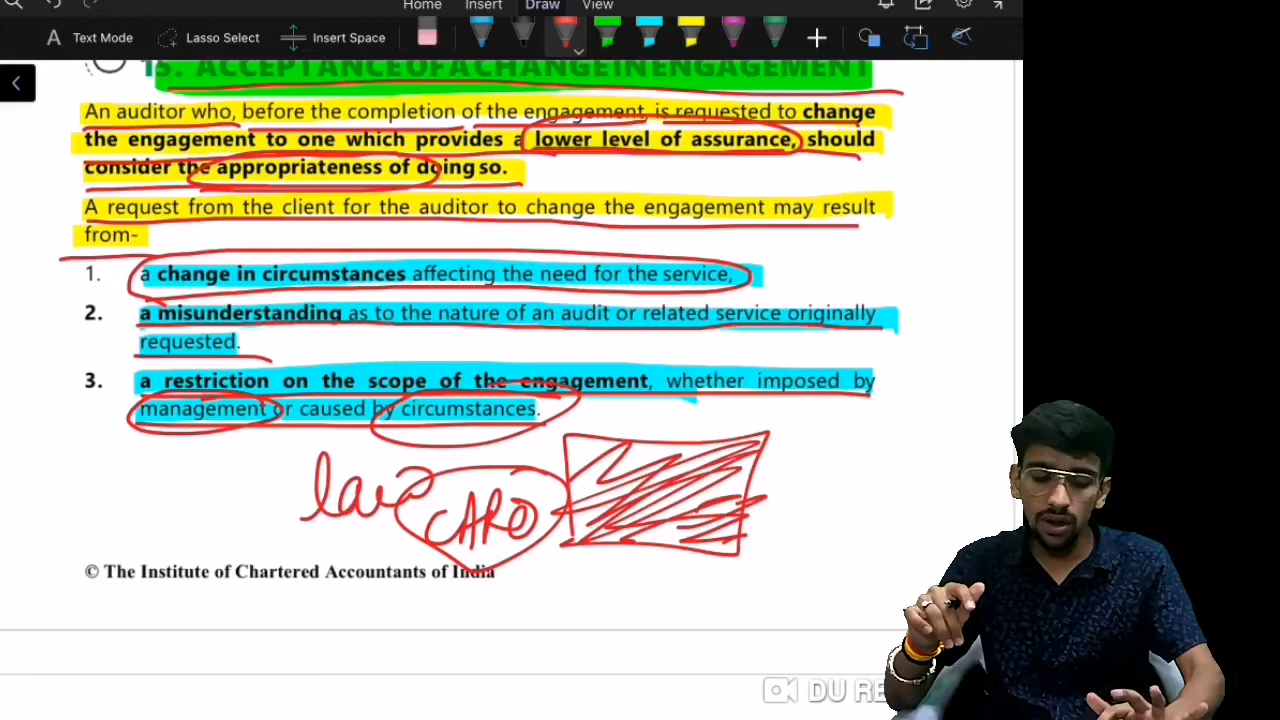 Home Insert Draw View
Text Mode Lasso Select Insert Space
15. ACCEPTANCE OF A CHANGE IN ENGAGEMENT
An auditor who, before the completion of the engagement, is requested to change
the engagement to one which provides a lower level of assurance, should
consider the appropriateness of doing so.
A request from the client for the auditor to change the engagement may result
from-
1. a change in circumstances affecting the need for the service,
2. a misunderstanding as to the nature of an audit or related service originally
requested.
3. a restriction on the scope of the engagement, whether imposed by
management or caused by circumstances.
law CARO
© The Institute of Chartered Accountants of India
DU RE